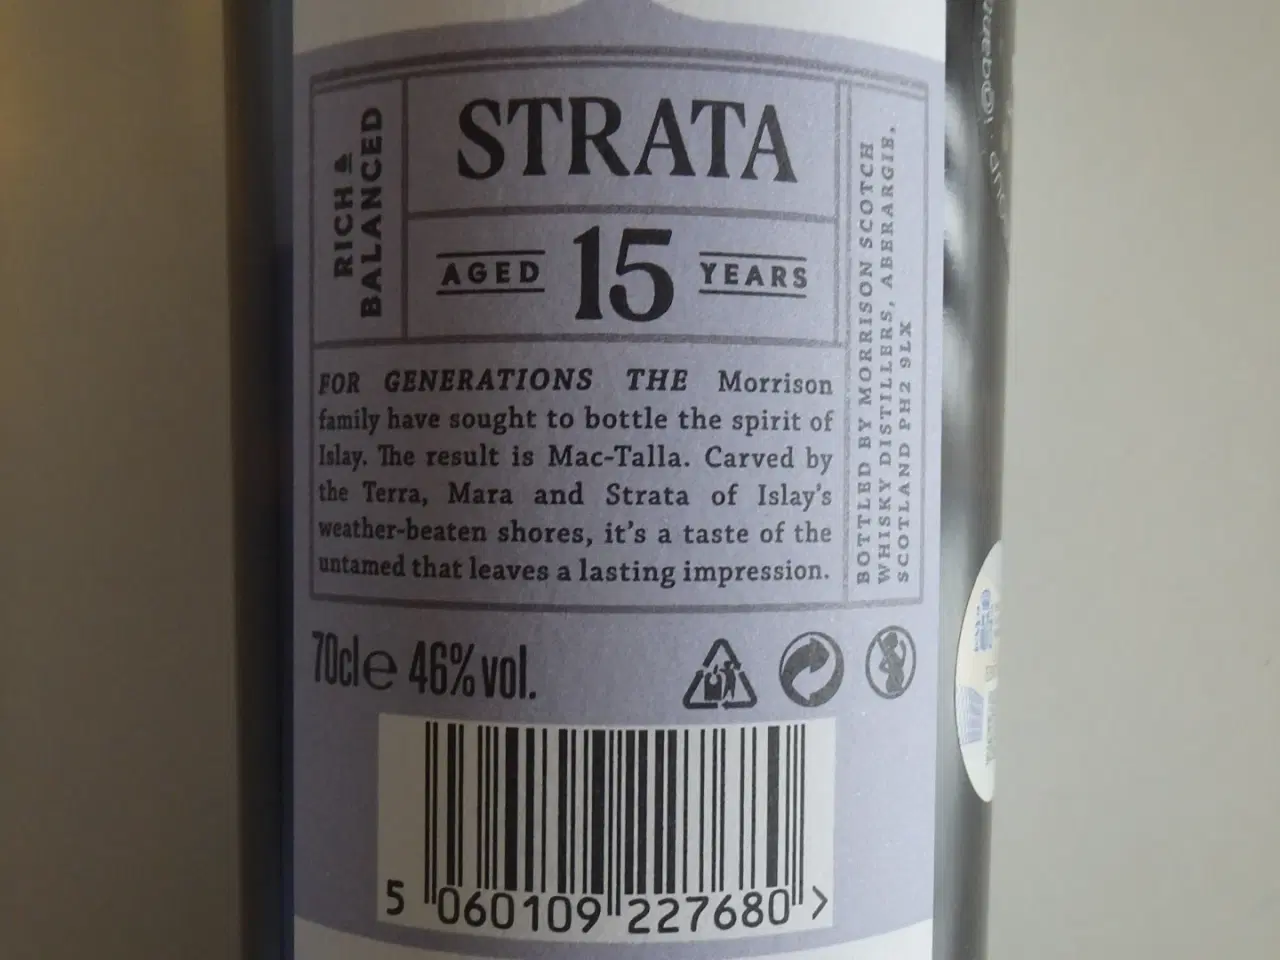 STRATA
RICH &
BALANCED
AGED 15 YEARS
FOR GENERATIONS THE Morrison
family have sought to bottle the spirit of
Islay. The result is Mac-Talla. Carved by
the Terra, Mara and Strata of Islay's
weather-beaten shores, it's a taste of the
untamed that leaves a lasting impression.
BOTTLED BY MORRISON SCOTCH
WHISKY DISTILLERS, ABERARGIE,
SCOTLAND PH2 9LX
70cl e 46% vol.
5 060109 227680 >